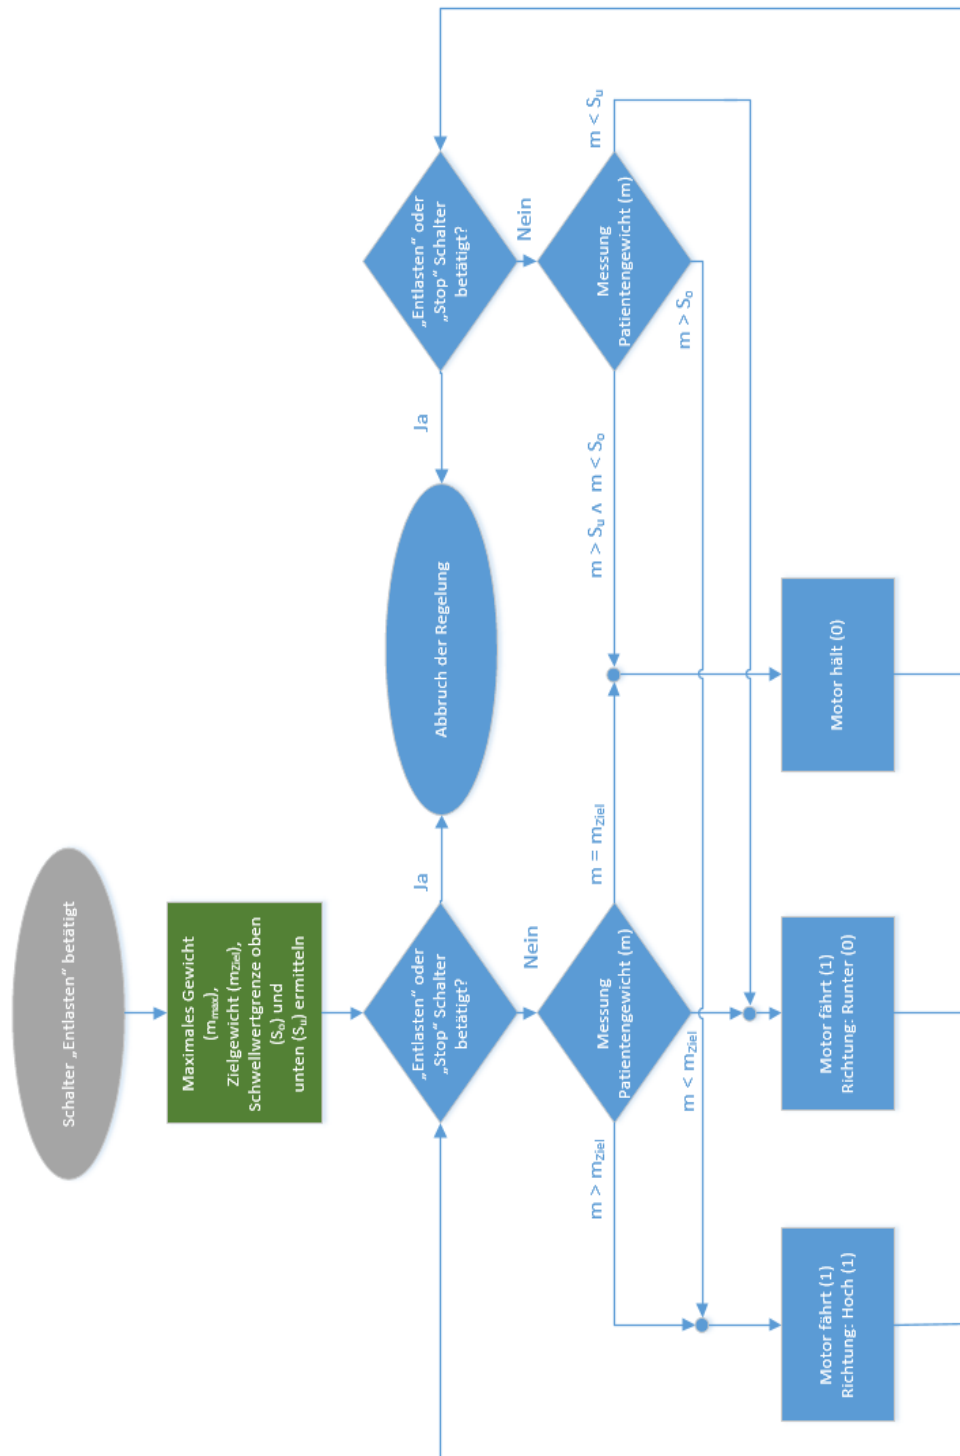 Schalter „Entlasten“ betätigt
Maximales Gewicht
(mmax),
Zielgewicht (mZiel),
Schwellwertgrenze oben
(So) und
unten (Su) ermitteln
„Entlasten“ oder
„Stop“ Schalter
betätigt?
Ja
Abbruch der Regelung
Ja
„Entlasten“ oder
„Stop“ Schalter
betätigt?
Nein
Nein
Messung
Patientengewicht (m)
m > mZiel
m = mZiel
m < mZiel
m > Su ∧ m < So
Messung
Patientengewicht (m)
m < Su
m > So
Motor fährt (1)
Richtung: Hoch (1)
Motor fährt (1)
Richtung: Runter (0)
Motor hält (0)